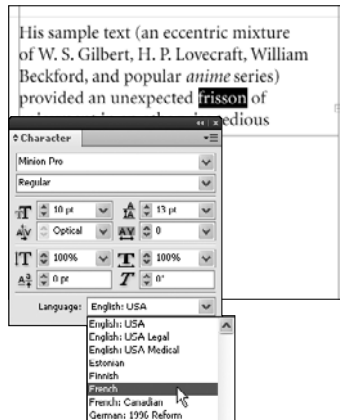 His sample text (an eccentric mixture
of W. S. Gilbert, H. P. Lovecraft, William
Beckford, and popular anime series)
provided an unexpected frisson of
edious
Character
Minion Pro
Regular
10 pt 13 pt
Optical 0
100% 100%
0 pt 0°
Language: English: USA
English: USA
English: USA Legal
English: USA Medical
Estonian
Finnish
French
French: Canadian
German: 1996 Reform